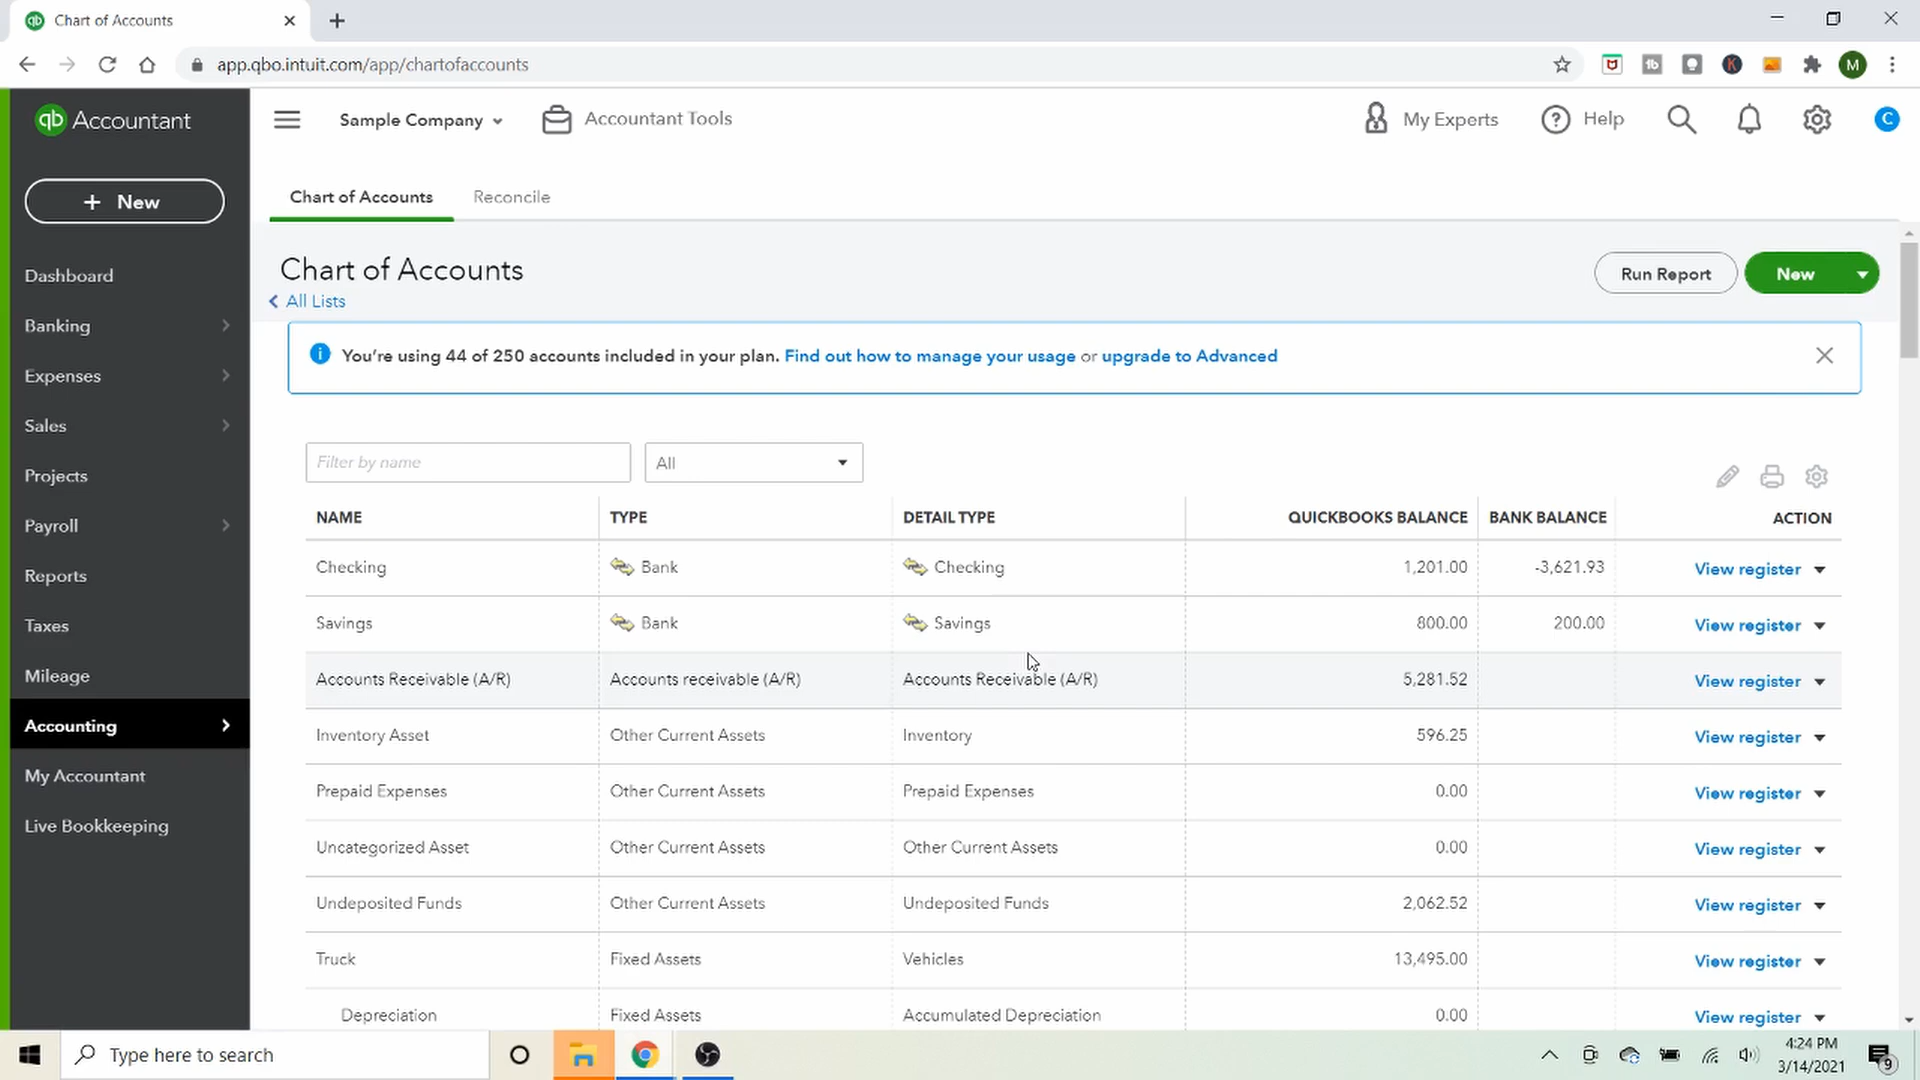 Chart of Accounts
app.qbo.intuit.com/app/chartofaccounts
M
qb Accountant
Sample Company
Accountant Tools
My Experts
Help
C
+ New
Dashboard
Banking
Expenses
Sales
Projects
Payroll
Reports
Taxes
Mileage
Accounting
My Accountant
Live Bookkeeping
Chart of Accounts Reconcile
Chart of Accounts
All Lists
Run Report
New
You're using 44 of 250 accounts included in your plan. Find out how to manage your usage or upgrade to Advanced
Filter by name
All
NAME TYPE DETAIL TYPE QUICKBOOKS BALANCE BANK BALANCE ACTION
Checking Bank Checking 1,201.00 -3,621.93 View register
Savings Bank Savings 800.00 200.00 View register
Accounts Receivable (A/R) Accounts receivable (A/R) Accounts Receivable (A/R) 5,281.52 View register
Inventory Asset Other Current Assets Inventory 596.25 View register
Prepaid Expenses Other Current Assets Prepaid Expenses 0.00 View register
Uncategorized Asset Other Current Assets Other Current Assets 0.00 View register
Undeposited Funds Other Current Assets Undeposited Funds 2,062.52 View register
Truck Fixed Assets Vehicles 13,495.00 View register
Depreciation Fixed Assets Accumulated Depreciation 0.00 View register
Type here to search
4:24 PM
3/14/2021
9